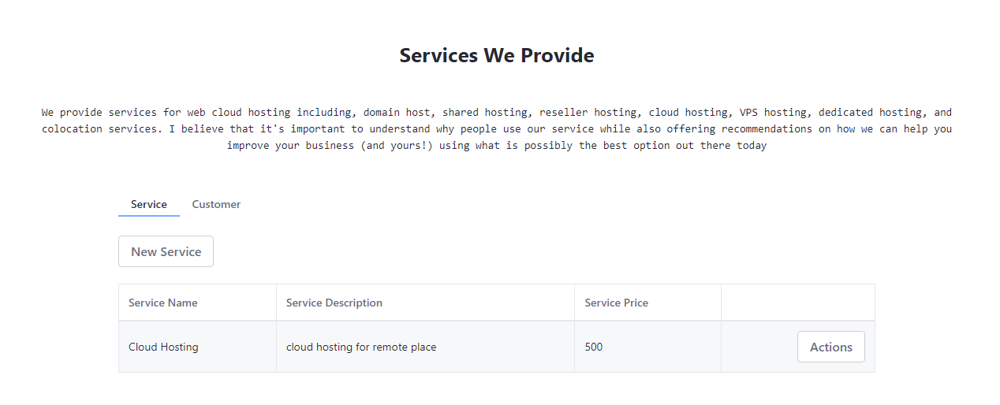 Services We Provide
We provide services for web cloud hosting including, domain host, shared hosting, reseller hosting, cloud hosting, VPS hosting, dedicated hosting, and
colocation services. I believe that it's important to understand why people use our service while also offering recommendations on how we can help you
improve your business (and yours!) using what is possibly the best option out there today
Service Customer
New Service
Service Name Service Description Service Price
Cloud Hosting cloud hosting for remote place 500 Actions